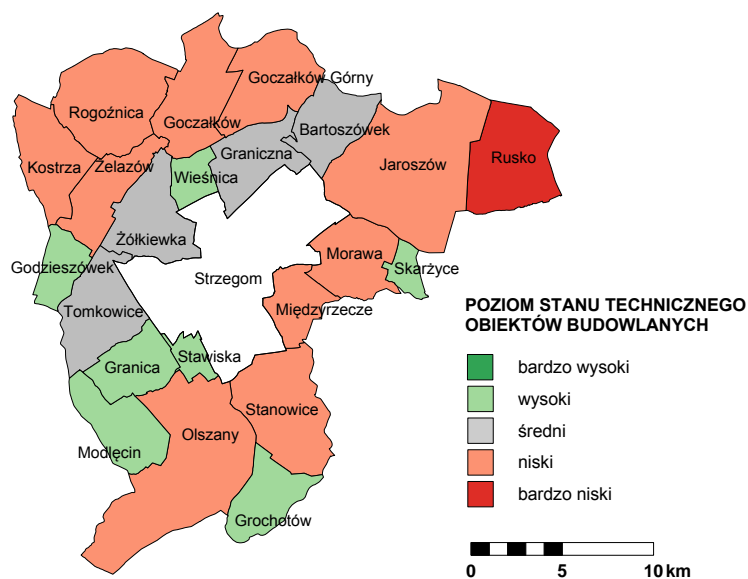 Goczałków Górny
Rogoźnica
Goczałków
Bartoszówek
Graniczna
Kostrza
Żelazów
Wieśnica
Jaroszów
Rusko
Żółkiewka
Morawa
Godzieszówek
Skarżyce
Strzegom
Tomkowice
Międzyrzecze
Stawiska
Granica
Stanowice
Olszany
Modlęcin
Grochotów
POZIOM STANU TECHNICZNEGO
OBIEKTÓW BUDOWLANYCH
bardzo wysoki
wysoki
średni
niski
bardzo niski
0 5 10 km